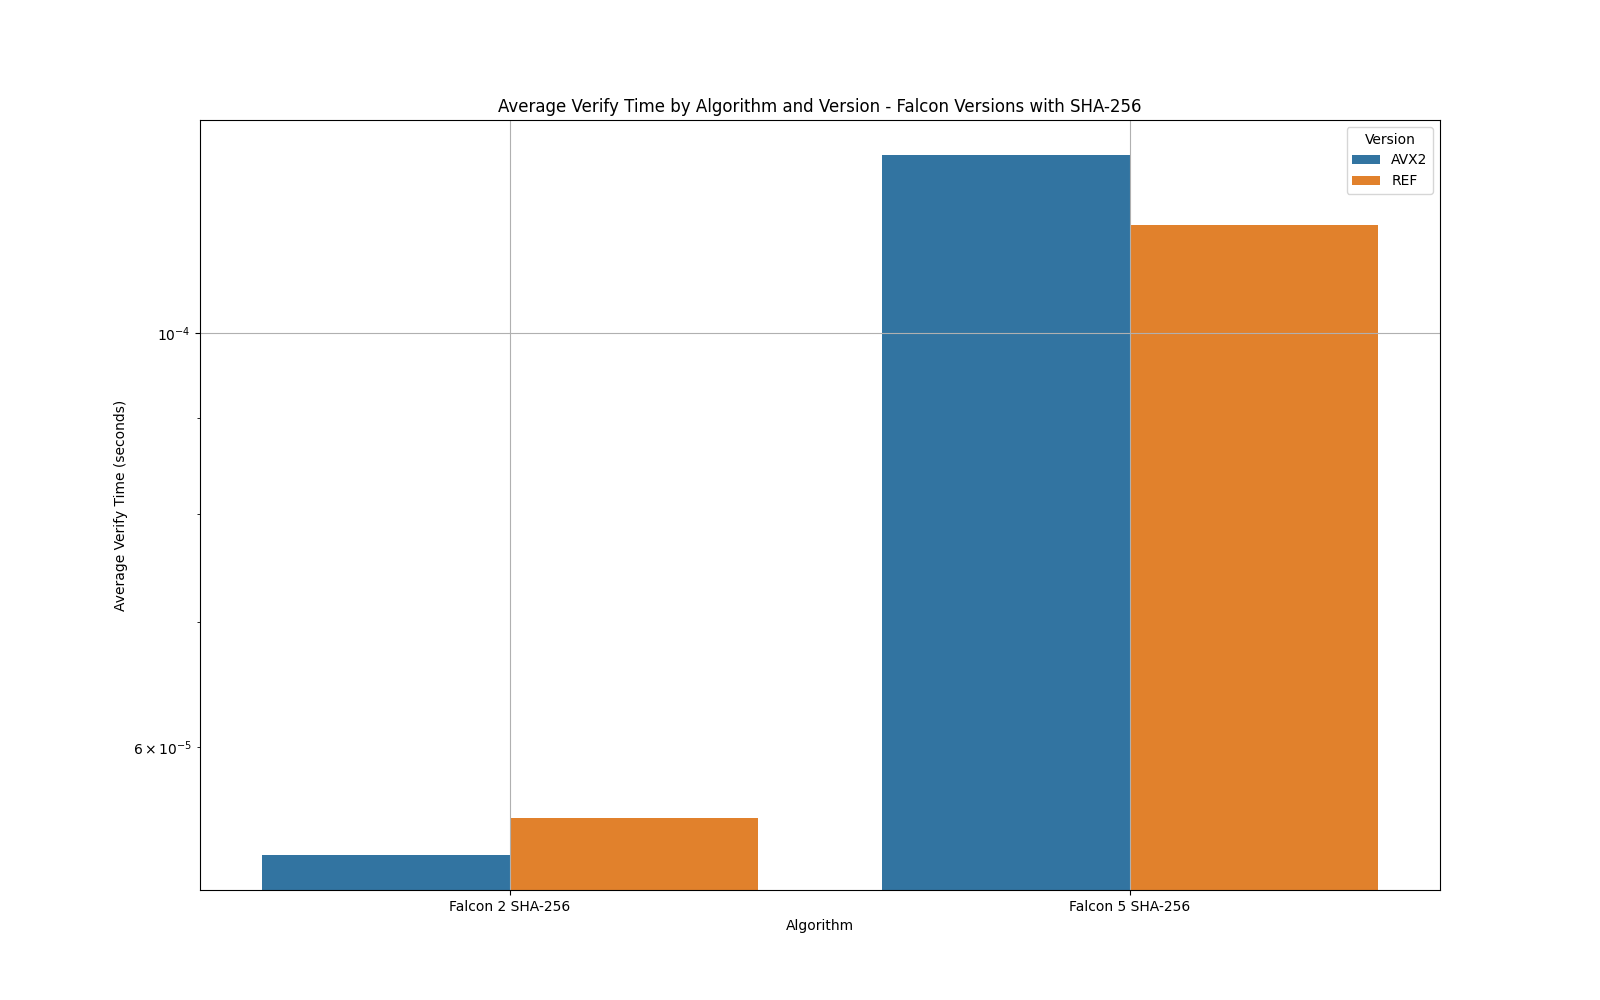 Average Verify Time by Algorithm and Version - Falcon Versions with SHA-256
Version
AVX2
REF
10⁻⁴
6 × 10⁻⁵
Average Verify Time (seconds)
Falcon 2 SHA-256
Falcon 5 SHA-256
Algorithm